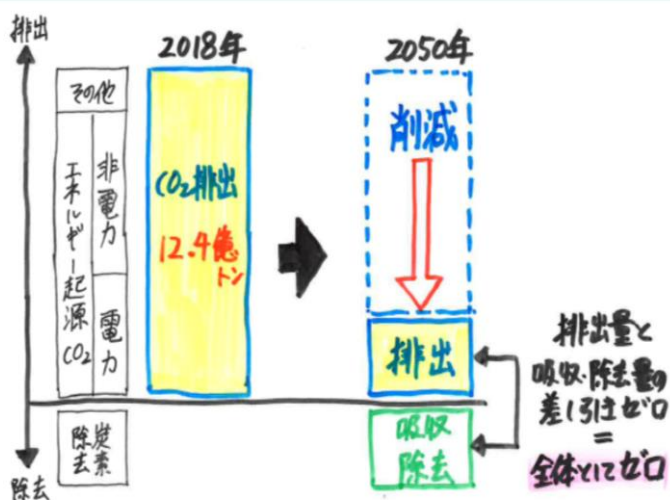 排出
2018年
2050年
その他
エネルギー起源CO2
非電力
電力
CO2排出
12.4億
トン
削減
排出
吸収
除去
炭素
除去
除去
排出量と
吸収・除去量の
差し引きゼロ
=
全体としてゼロ